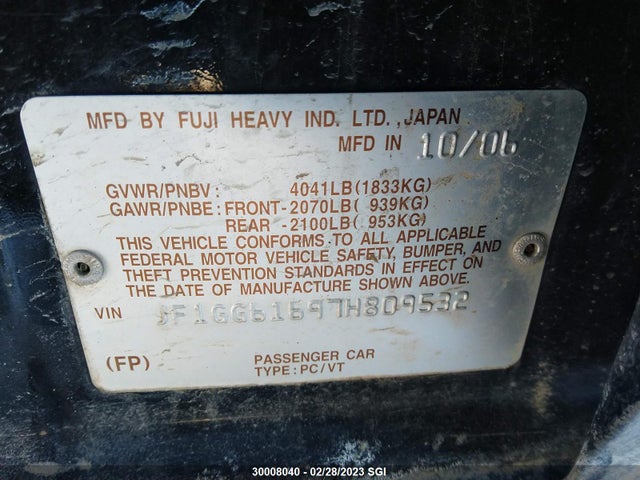 MFD BY FUJI HEAVY IND. LTD.,JAPAN
MFD IN 10/06
GVWR/PNBV: 4041LB(1833KG)
GAWR/PNBE: FRONT-2070LB( 939KG)
REAR -2100LB( 953KG)
THIS VEHICLE CONFORMS TO ALL APPLICABLE
FEDERAL MOTOR VEHICLE SAFETY, BUMPER, AND
THEFT PREVENTION STANDARDS IN EFFECT ON
THE DATE OF MANUFACTURE SHOWN ABOVE.
VIN JF1GG61697H809532
(FP) PASSENGER CAR
TYPE:PC/VT
30008040 - 02/28/2023 SGI